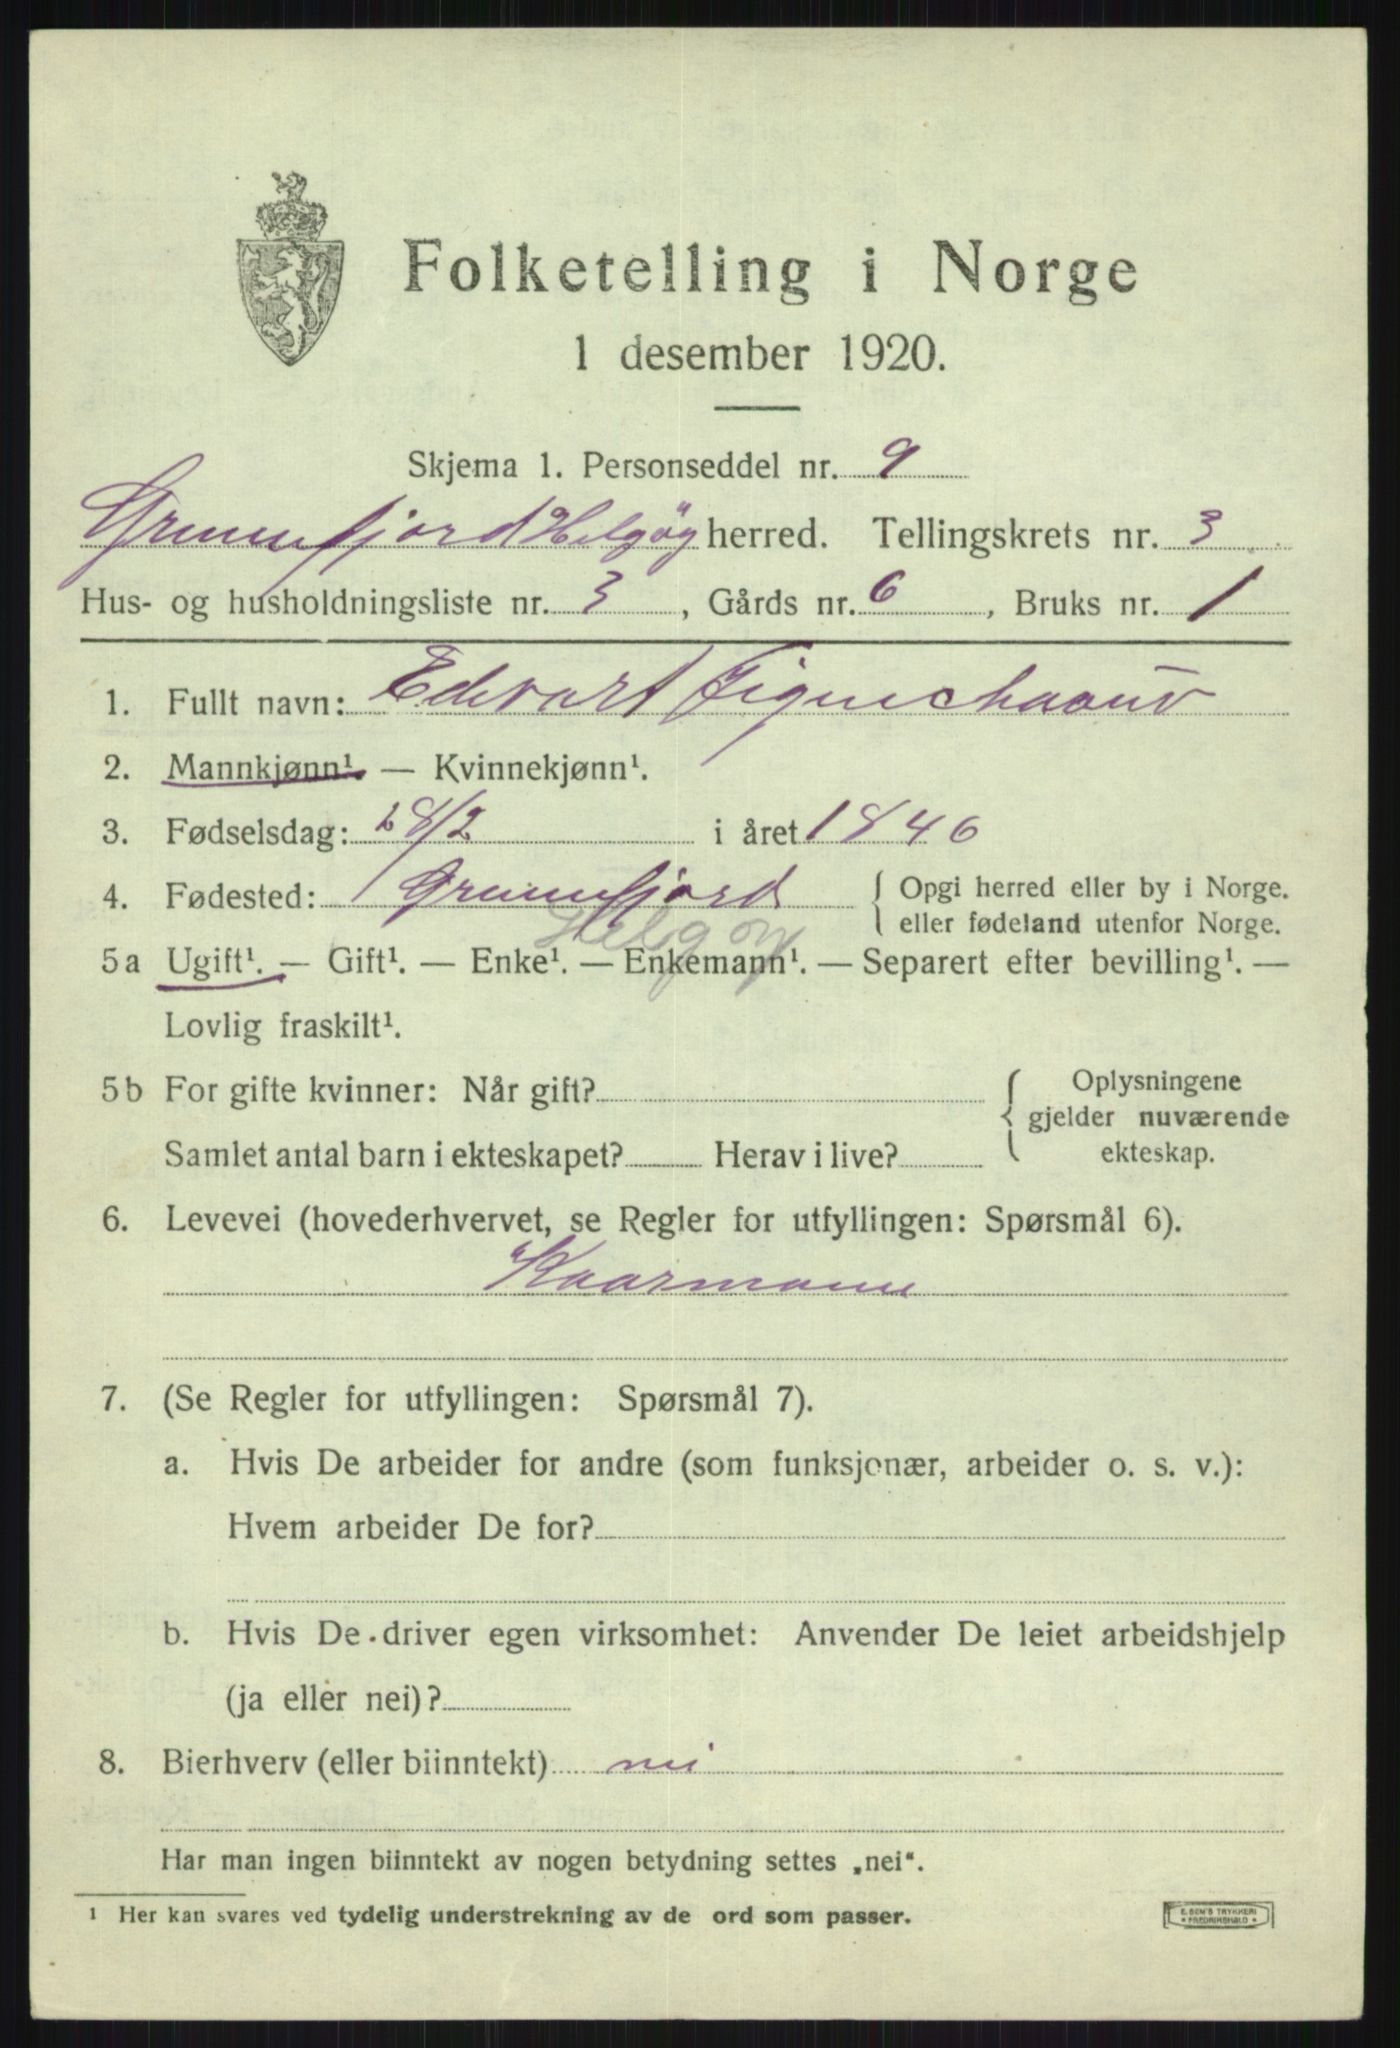 Folketelling i Norge
1 desember 1920.
Skjema 1. Personseddel nr. 9
Grunnfjord Helgøy herred. Tellingskrets nr. 3
Hus- og husholdningsliste nr. 3, Gårds nr. 6, Bruks nr. 1
1. Fullt navn: Edvart
2. Mannkjønn¹. — Kvinnekjønn¹.
3. Fødselsdag: 28/2 i året 1846
4. Fødested: Grunnfjord { Opgi herred eller by i Norge.
eller fødeland utenfor Norge.
Helgøy
5a Ugift¹. — Gift¹. — Enke¹. — Enkemann¹. — Separert efter bevilling¹. —
Lovlig fraskilt¹.
5b For gifte kvinner: Når gift? { Oplysningene
gjelder nuværende
Samlet antal barn i ekteskapet? Herav i live? ekteskap.
6. Levevei (hovederhvervet, se Regler for utfyllingen: Spørsmål 6).
Kaarmann
7. (Se Regler for utfyllingen: Spørsmål 7).
a. Hvis De arbeider for andre (som funksjonær, arbeider o. s. v.):
Hvem arbeider De for?
b. Hvis De driver egen virksomhet: Anvender De leiet arbeidshjelp
(ja eller nei)?
8. Bierhverv (eller biinntekt) nei
Har man ingen biinntekt av nogen betydning settes „nei“.
¹ Her kan svares ved tydelig understrekning av de ord som passer.
E. SEM'S TRYKKERI
FREDRIKSHALD